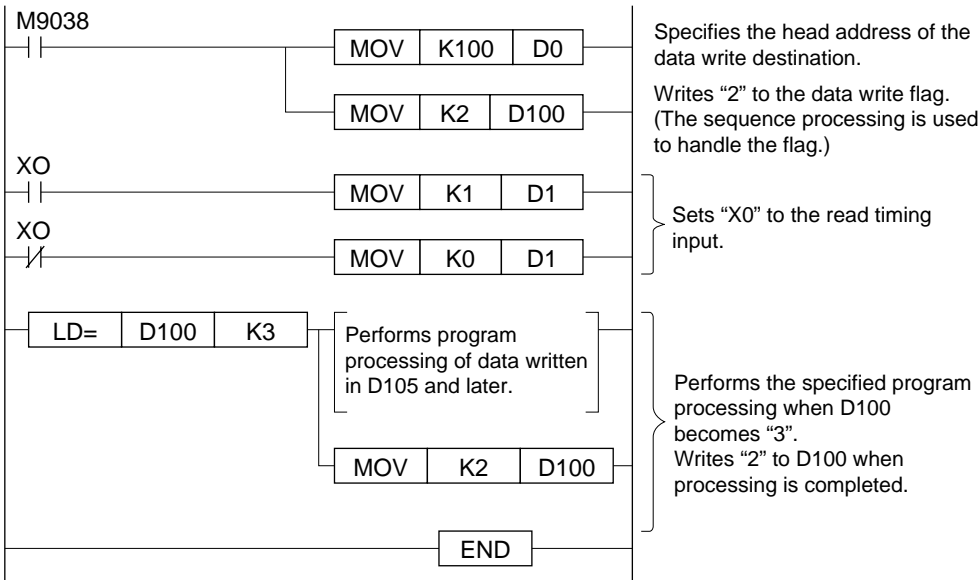 M9038
MOV K100 D0
Specifies the head address of the
data write destination.
MOV K2 D100
Writes “2” to the data write flag.
(The sequence processing is used
to handle the flag.)
XO
MOV K1 D1
XO
MOV K0 D1
Sets “X0” to the read timing
input.
LD= D100 K3
Performs program
processing of data written
in D105 and later.
MOV K2 D100
Performs the specified program
processing when D100
becomes “3”.
Writes “2” to D100 when
processing is completed.
END